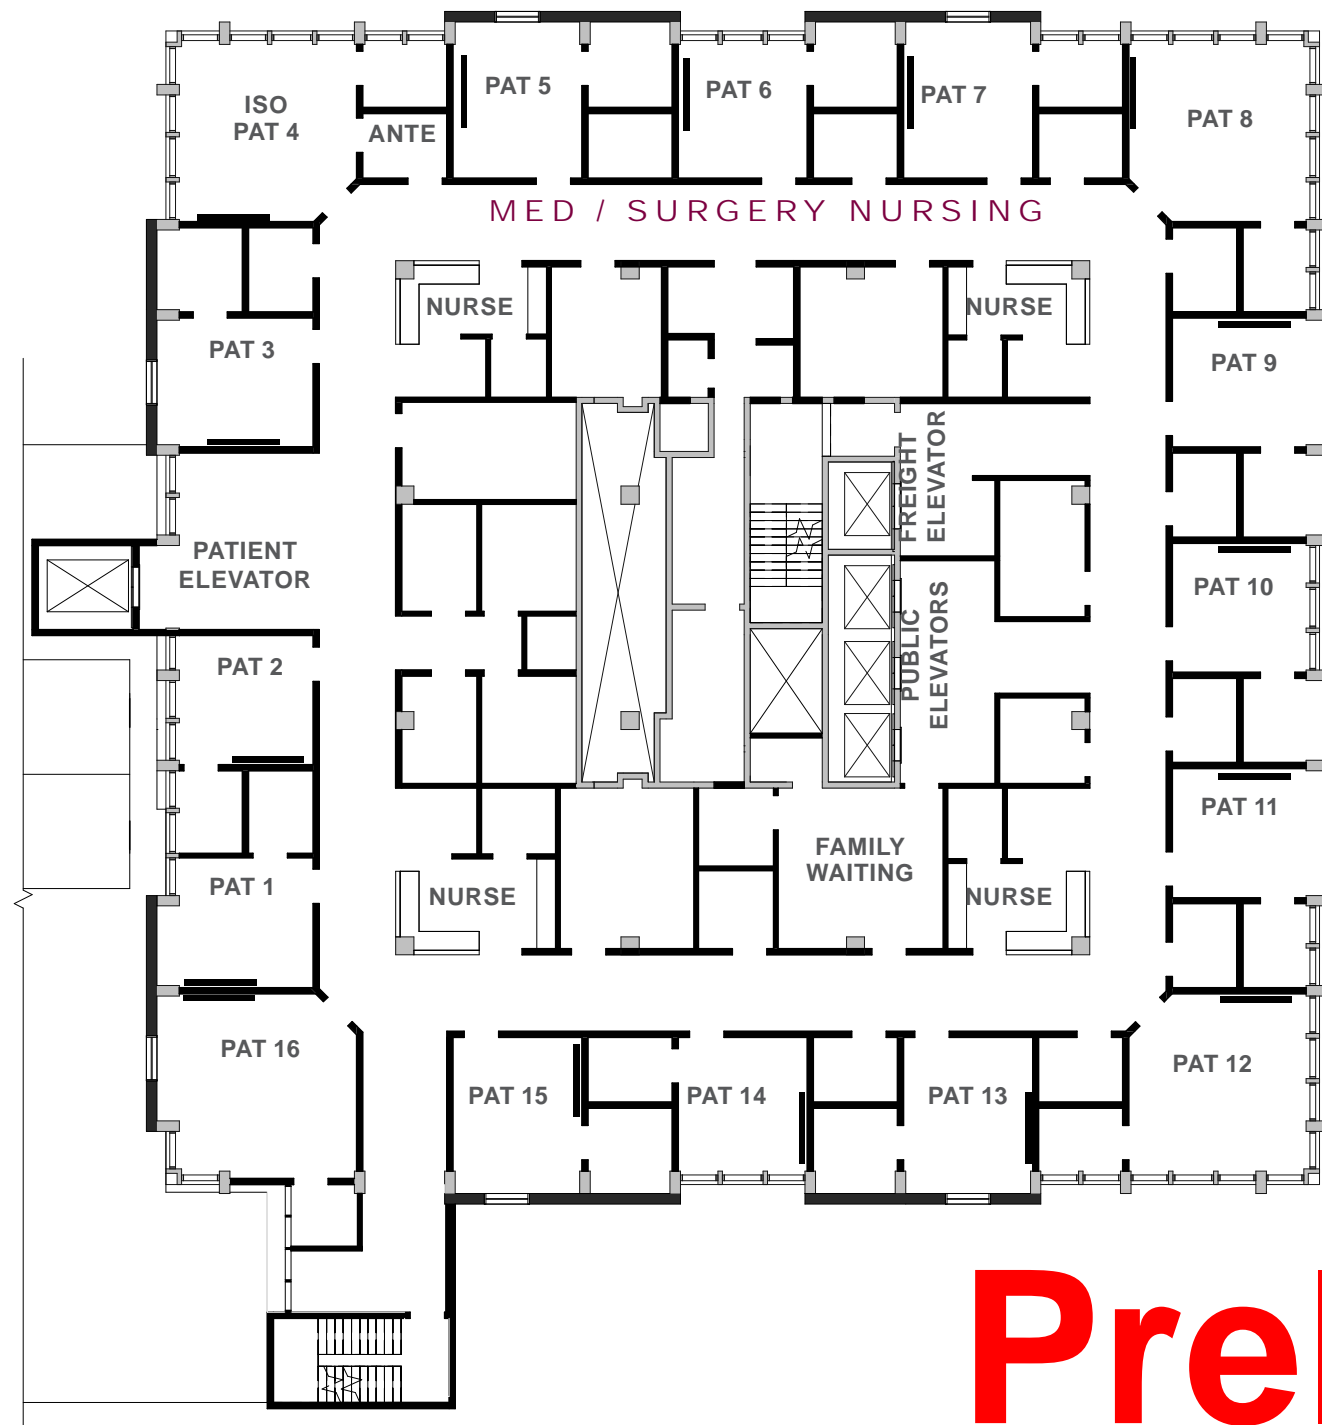 PAT 5
PAT 6
PAT 7
ISO
PAT 4
ANTE
PAT 8
MED / SURGERY NURSING
NURSE
NURSE
PAT 3
PAT 9
FREIGHT
ELEVATOR
PATIENT
ELEVATOR
PAT 10
PUBLIC
ELEVATORS
PAT 2
PAT 11
FAMILY
WAITING
PAT 1
NURSE
NURSE
PAT 16
PAT 12
PAT 15
PAT 14
PAT 13
Prel